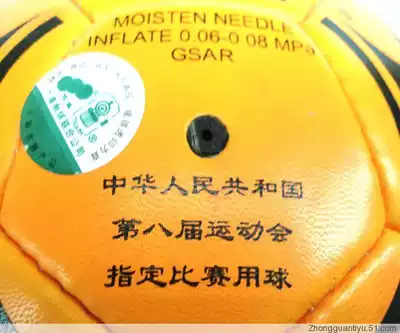 MOISTEN NEEDLE
INFLATE 0.06-0.08 MPa
GSAR
中华人民共和国
第八届运动会
指定比赛用球
Zhongguantiyu.51.com